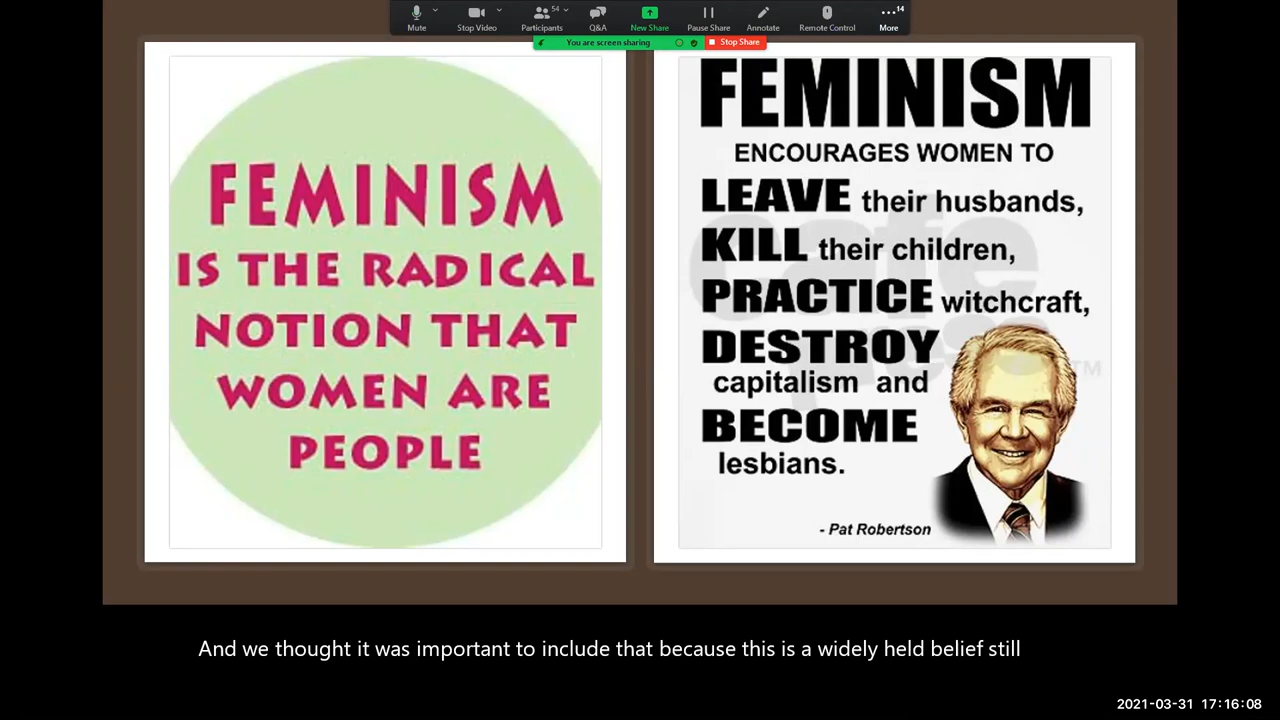 Mute
Stop Video
54
Participants
Q&A
New Share
Pause Share
Annotate
Remote Control
14
More
You are screen sharing
Stop Share
FEMINISM
IS THE RADICAL
NOTION THAT
WOMEN ARE
PEOPLE
FEMINISM
ENCOURAGES WOMEN TO
LEAVE their husbands,
KILL their children,
PRACTICE witchcraft,
DESTROY
capitalism and
BECOME
lesbians.
- Pat Robertson
TM
And we thought it was important to include that because this is a widely held belief still
2021-03-31 17:16:08